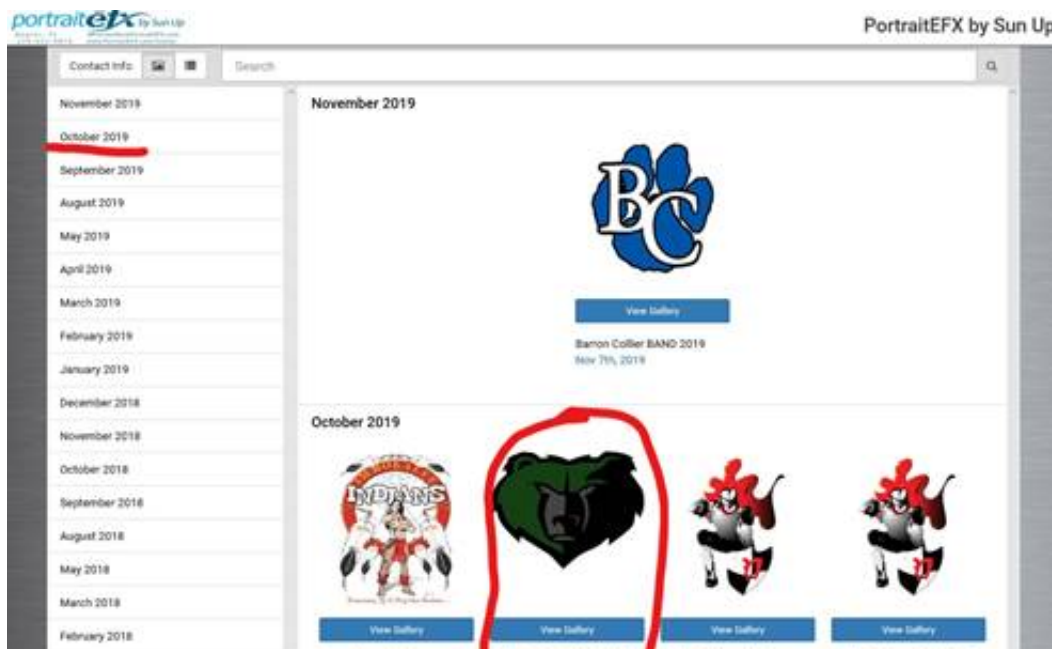 portraitefx by Sun Up
PortraitEFX by Sun Up
Contact Info
Search
November 2019
October 2019
September 2019
August 2019
May 2019
April 2019
March 2019
February 2019
January 2019
December 2018
November 2018
October 2018
September 2018
August 2018
May 2018
March 2018
February 2018
November 2019
BC
View Gallery
Barron Collier BAND 2019
Nov 7th, 2019
October 2019
INDIANS
View Gallery
View Gallery
View Gallery
View Gallery